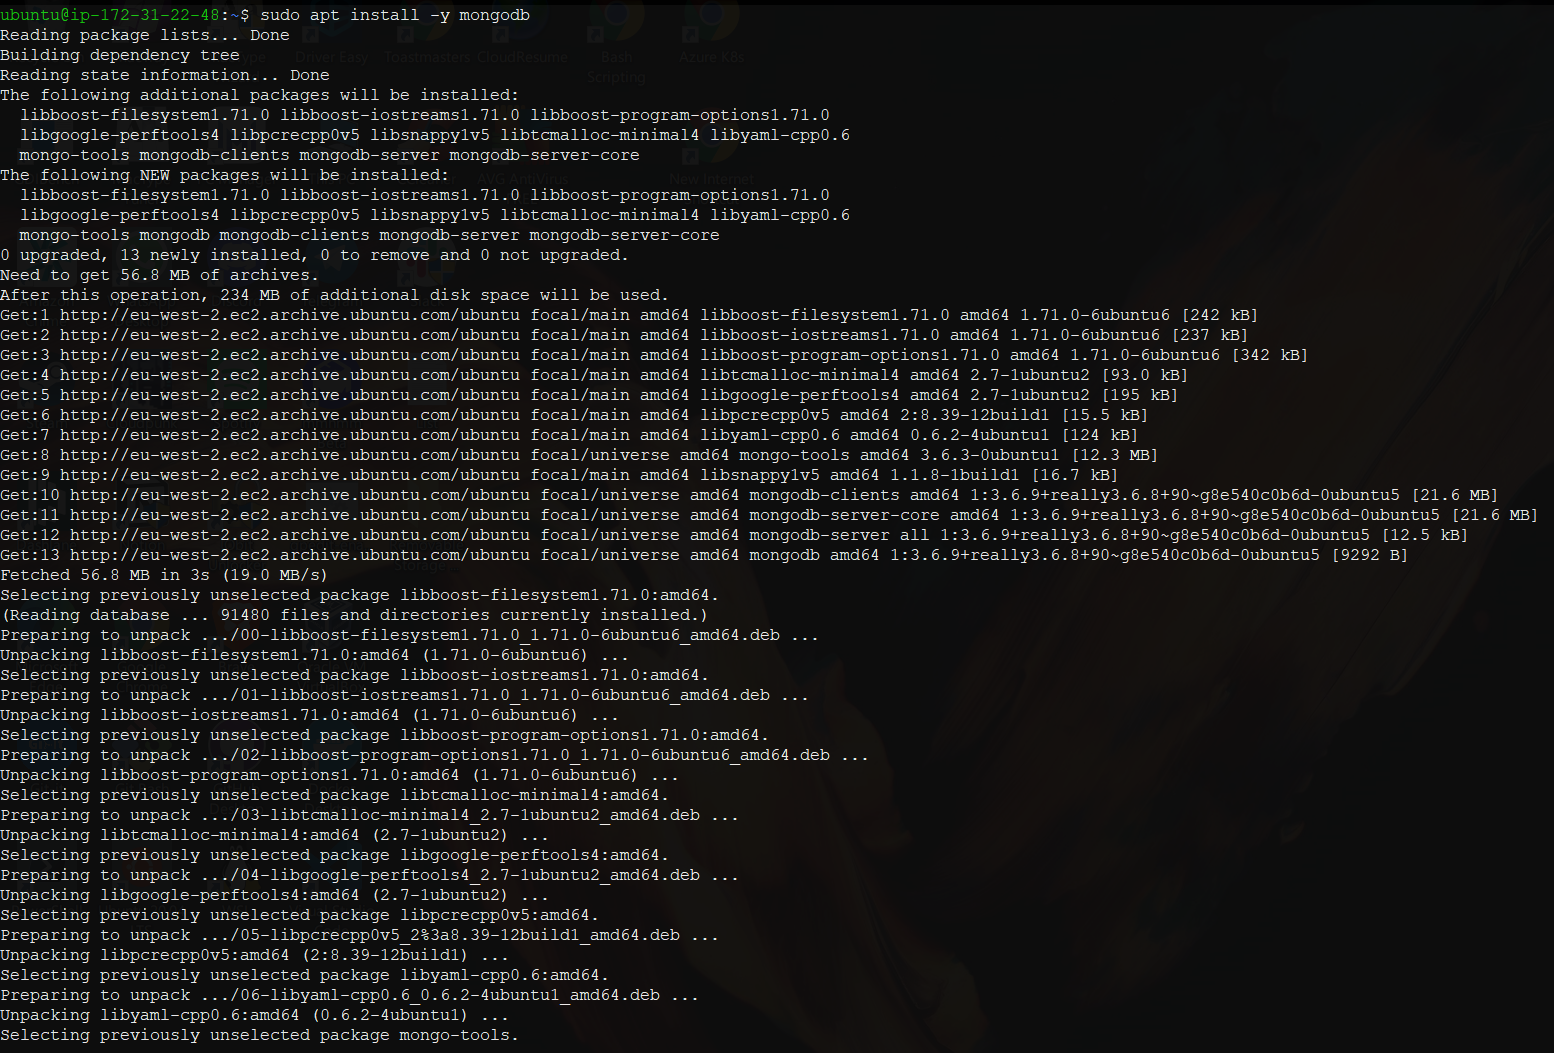 ubuntu@ip-172-31-22-48:~$ sudo apt install -y mongodb
Reading package lists... Done
Building dependency tree
Reading state information... Done
The following additional packages will be installed:
  libboost-filesystem1.71.0 libboost-iostreams1.71.0 libboost-program-options1.71.0
  libgoogle-perftools4 libpcrecpp0v5 libsnappy1v5 libtcmalloc-minimal4 libyaml-cpp0.6
  mongo-tools mongodb-clients mongodb-server mongodb-server-core
The following NEW packages will be installed:
  libboost-filesystem1.71.0 libboost-iostreams1.71.0 libboost-program-options1.71.0
  libgoogle-perftools4 libpcrecpp0v5 libsnappy1v5 libtcmalloc-minimal4 libyaml-cpp0.6
  mongo-tools mongodb mongodb-clients mongodb-server mongodb-server-core
0 upgraded, 13 newly installed, 0 to remove and 0 not upgraded.
Need to get 56.8 MB of archives.
After this operation, 234 MB of additional disk space will be used.
Get:1 http://eu-west-2.ec2.archive.ubuntu.com/ubuntu focal/main amd64 libboost-filesystem1.71.0 amd64 1.71.0-6ubuntu6 [242 kB]
Get:2 http://eu-west-2.ec2.archive.ubuntu.com/ubuntu focal/main amd64 libboost-iostreams1.71.0 amd64 1.71.0-6ubuntu6 [237 kB]
Get:3 http://eu-west-2.ec2.archive.ubuntu.com/ubuntu focal/main amd64 libboost-program-options1.71.0 amd64 1.71.0-6ubuntu6 [342 kB]
Get:4 http://eu-west-2.ec2.archive.ubuntu.com/ubuntu focal/main amd64 libtcmalloc-minimal4 amd64 2.7-1ubuntu2 [93.0 kB]
Get:5 http://eu-west-2.ec2.archive.ubuntu.com/ubuntu focal/main amd64 libgoogle-perftools4 amd64 2.7-1ubuntu2 [195 kB]
Get:6 http://eu-west-2.ec2.archive.ubuntu.com/ubuntu focal/main amd64 libpcrecpp0v5 amd64 2:8.39-12build1 [15.5 kB]
Get:7 http://eu-west-2.ec2.archive.ubuntu.com/ubuntu focal/main amd64 libyaml-cpp0.6 amd64 0.6.2-4ubuntu1 [124 kB]
Get:8 http://eu-west-2.ec2.archive.ubuntu.com/ubuntu focal/universe amd64 mongo-tools amd64 3.6.3-0ubuntu1 [12.3 MB]
Get:9 http://eu-west-2.ec2.archive.ubuntu.com/ubuntu focal/main amd64 libsnappy1v5 amd64 1.1.8-1build1 [16.7 kB]
Get:10 http://eu-west-2.ec2.archive.ubuntu.com/ubuntu focal/universe amd64 mongodb-clients amd64 1:3.6.9+really3.6.8+90~g8e540c0b6d-0ubuntu5 [21.6 MB]
Get:11 http://eu-west-2.ec2.archive.ubuntu.com/ubuntu focal/universe amd64 mongodb-server-core amd64 1:3.6.9+really3.6.8+90~g8e540c0b6d-0ubuntu5 [21.6 MB]
Get:12 http://eu-west-2.ec2.archive.ubuntu.com/ubuntu focal/universe amd64 mongodb-server all 1:3.6.9+really3.6.8+90~g8e540c0b6d-0ubuntu5 [12.5 kB]
Get:13 http://eu-west-2.ec2.archive.ubuntu.com/ubuntu focal/universe amd64 mongodb amd64 1:3.6.9+really3.6.8+90~g8e540c0b6d-0ubuntu5 [9292 B]
Fetched 56.8 MB in 3s (19.0 MB/s)
Selecting previously unselected package libboost-filesystem1.71.0:amd64.
(Reading database ... 91480 files and directories currently installed.)
Preparing to unpack .../00-libboost-filesystem1.71.0_1.71.0-6ubuntu6_amd64.deb ...
Unpacking libboost-filesystem1.71.0:amd64 (1.71.0-6ubuntu6) ...
Selecting previously unselected package libboost-iostreams1.71.0:amd64.
Preparing to unpack .../01-libboost-iostreams1.71.0_1.71.0-6ubuntu6_amd64.deb ...
Unpacking libboost-iostreams1.71.0:amd64 (1.71.0-6ubuntu6) ...
Selecting previously unselected package libboost-program-options1.71.0:amd64.
Preparing to unpack .../02-libboost-program-options1.71.0_1.71.0-6ubuntu6_amd64.deb ...
Unpacking libboost-program-options1.71.0:amd64 (1.71.0-6ubuntu6) ...
Selecting previously unselected package libtcmalloc-minimal4:amd64.
Preparing to unpack .../03-libtcmalloc-minimal4_2.7-1ubuntu2_amd64.deb ...
Unpacking libtcmalloc-minimal4:amd64 (2.7-1ubuntu2) ...
Selecting previously unselected package libgoogle-perftools4:amd64.
Preparing to unpack .../04-libgoogle-perftools4_2.7-1ubuntu2_amd64.deb ...
Unpacking libgoogle-perftools4:amd64 (2.7-1ubuntu2) ...
Selecting previously unselected package libpcrecpp0v5:amd64.
Preparing to unpack .../05-libpcrecpp0v5_2%3a8.39-12build1_amd64.deb ...
Unpacking libpcrecpp0v5:amd64 (2:8.39-12build1) ...
Selecting previously unselected package libyaml-cpp0.6:amd64.
Preparing to unpack .../06-libyaml-cpp0.6_0.6.2-4ubuntu1_amd64.deb ...
Unpacking libyaml-cpp0.6:amd64 (0.6.2-4ubuntu1) ...
Selecting previously unselected package mongo-tools.